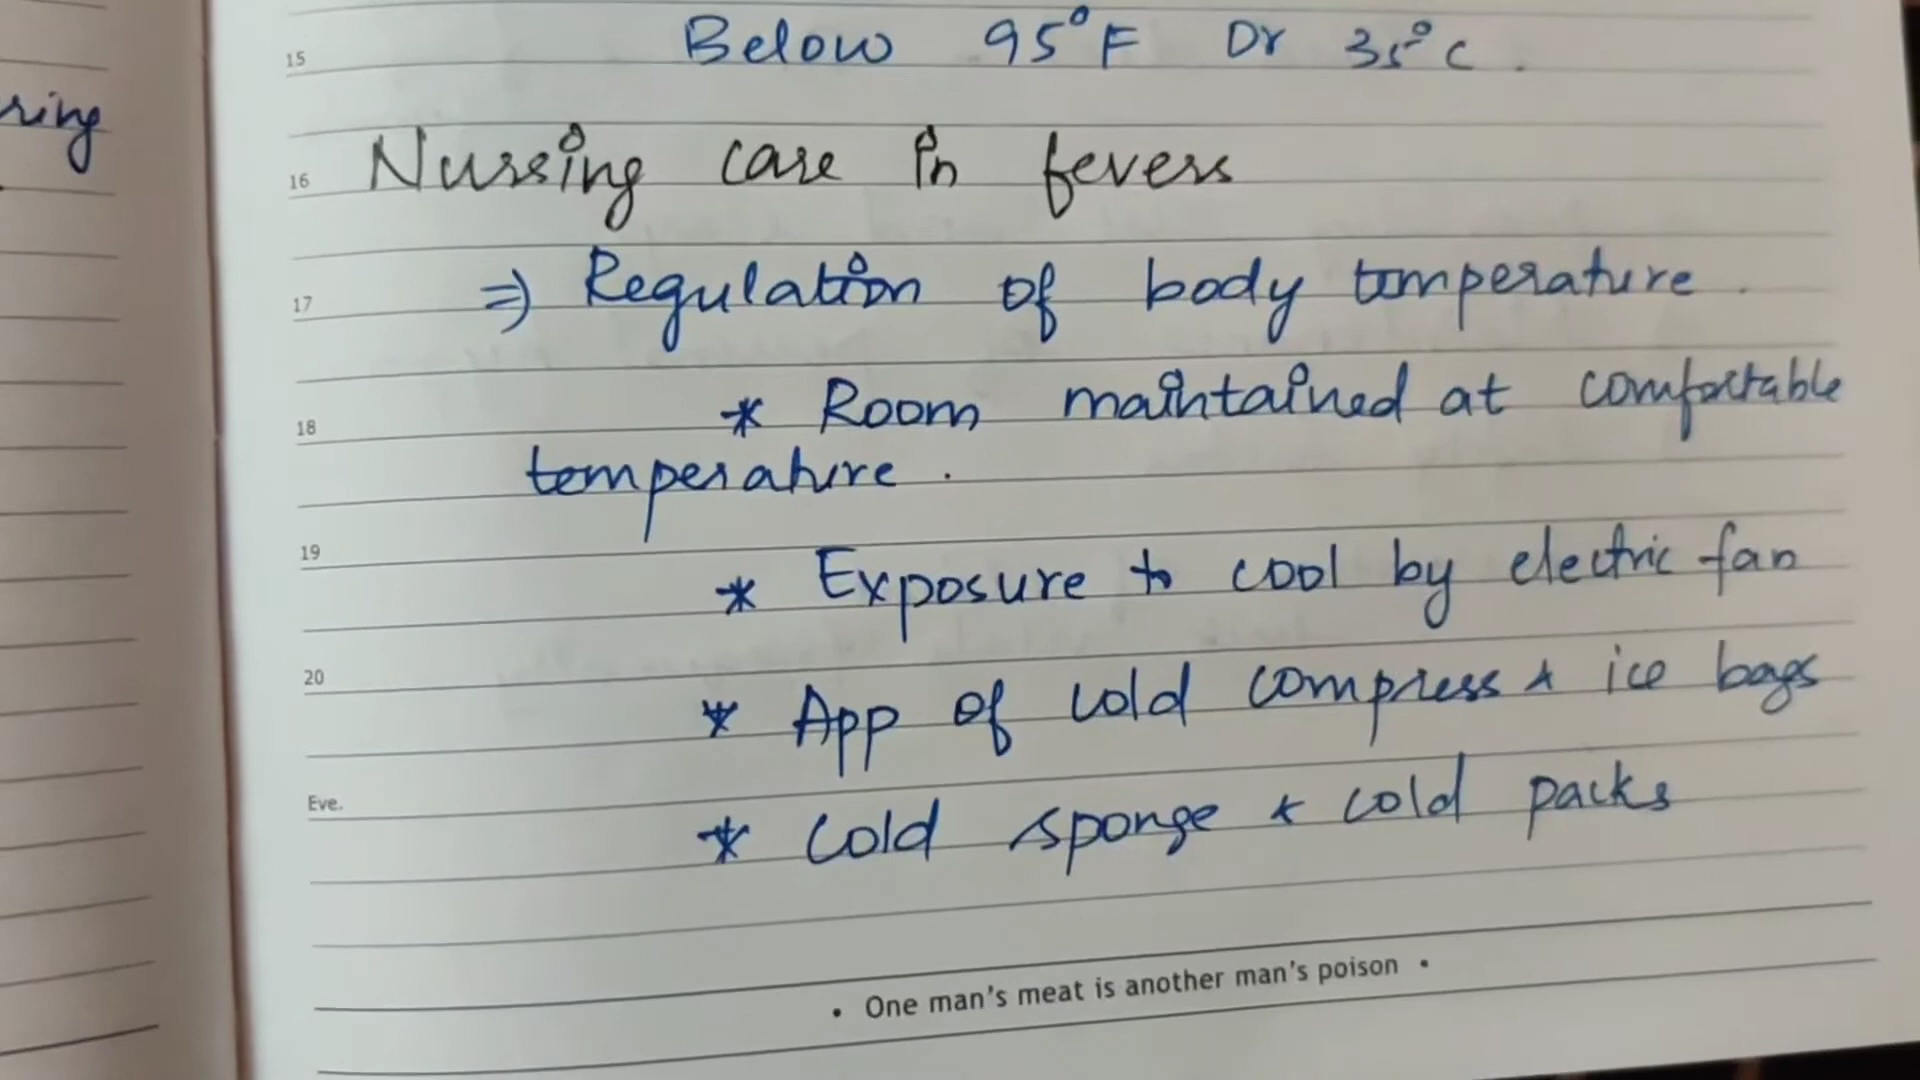 ring
15 Below 95°F Or 35°C.
16 Nursing care in fevers
17 ⇒ Regulation of body temperature.
18 * Room maintained at comfortable
temperature.
19 * Exposure to cool by electric fan
20 * App of cold compress & ice bags
Eve. * Cold sponge & cold packs
• One man's meat is another man's poison •